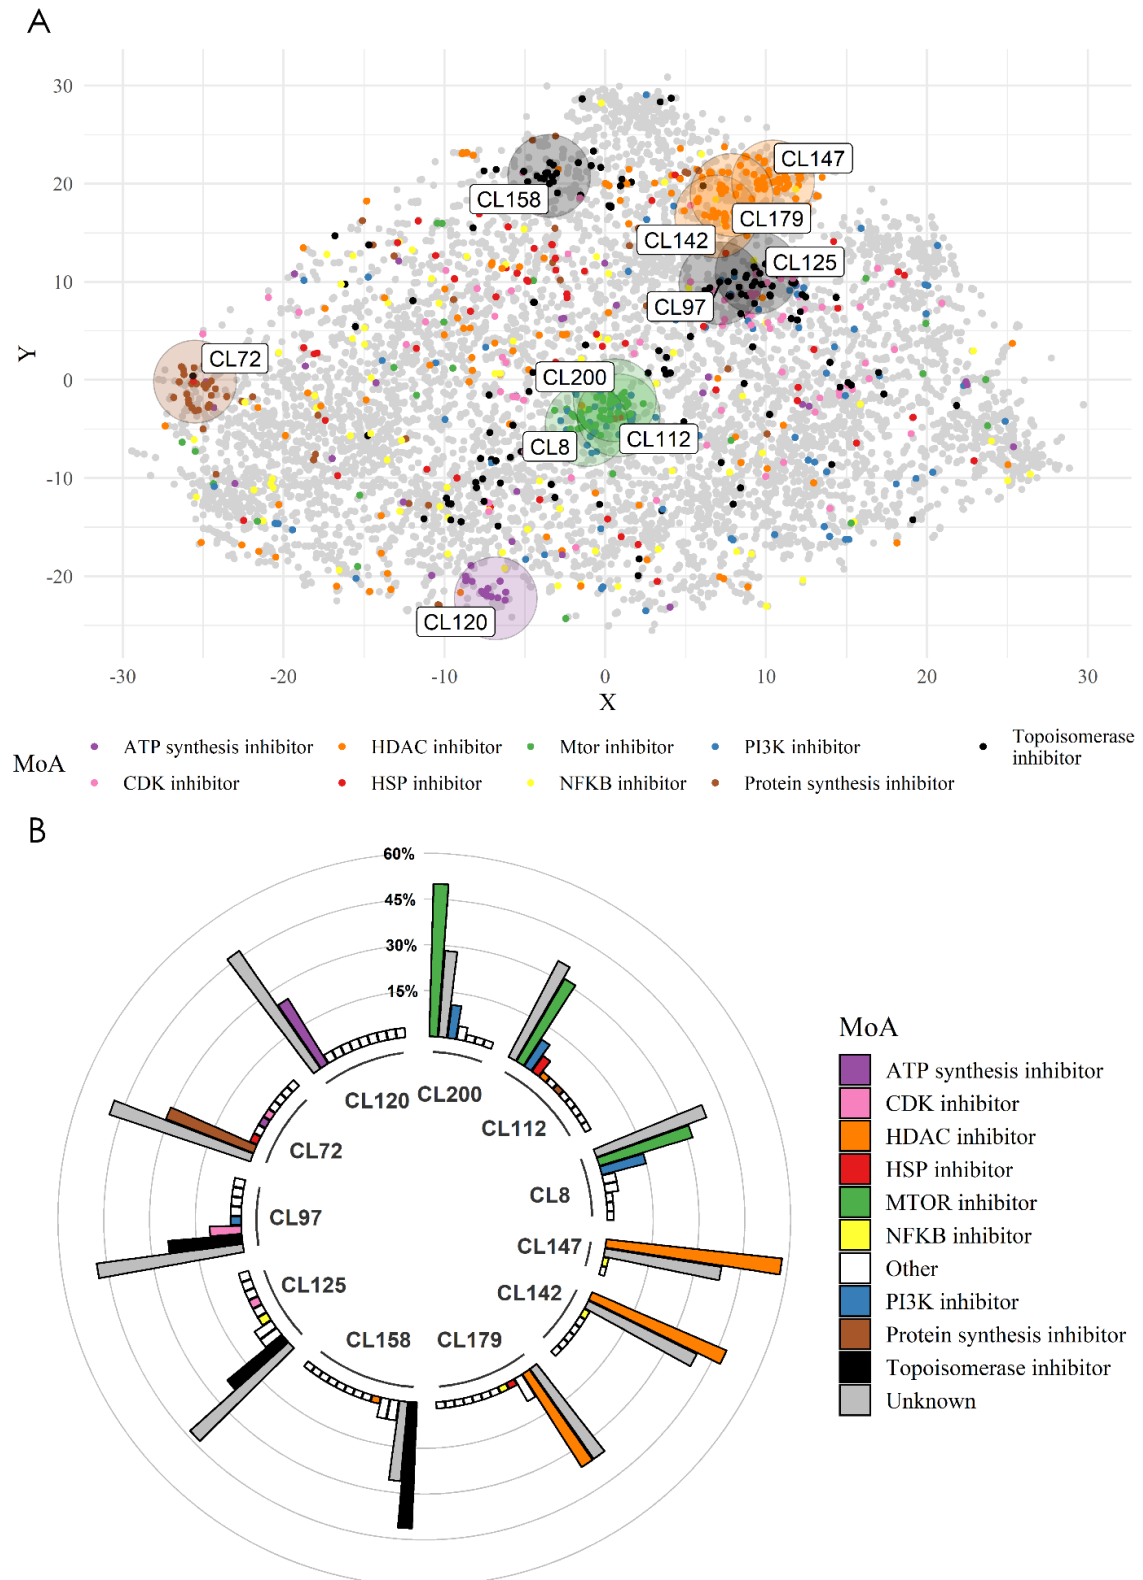 A
30
20
10
0
-10
-20
Y
CL147
CL158
CL179
CL142
CL125
CL97
CL72
CL200
CL8
CL112
CL120
-30
-20
-10
0
10
20
30
X
MoA
ATP synthesis inhibitor
HDAC inhibitor
Mtor inhibitor
PI3K inhibitor
Topoisomerase
inhibitor
CDK inhibitor
HSP inhibitor
NFKB inhibitor
Protein synthesis inhibitor
B
60%
45%
30%
15%
CL120
CL200
CL112
CL72
CL8
CL97
CL147
CL125
CL142
CL158
CL179
MoA
ATP synthesis inhibitor
CDK inhibitor
HDAC inhibitor
HSP inhibitor
MTOR inhibitor
NFKB inhibitor
Other
PI3K inhibitor
Protein synthesis inhibitor
Topoisomerase inhibitor
Unknown